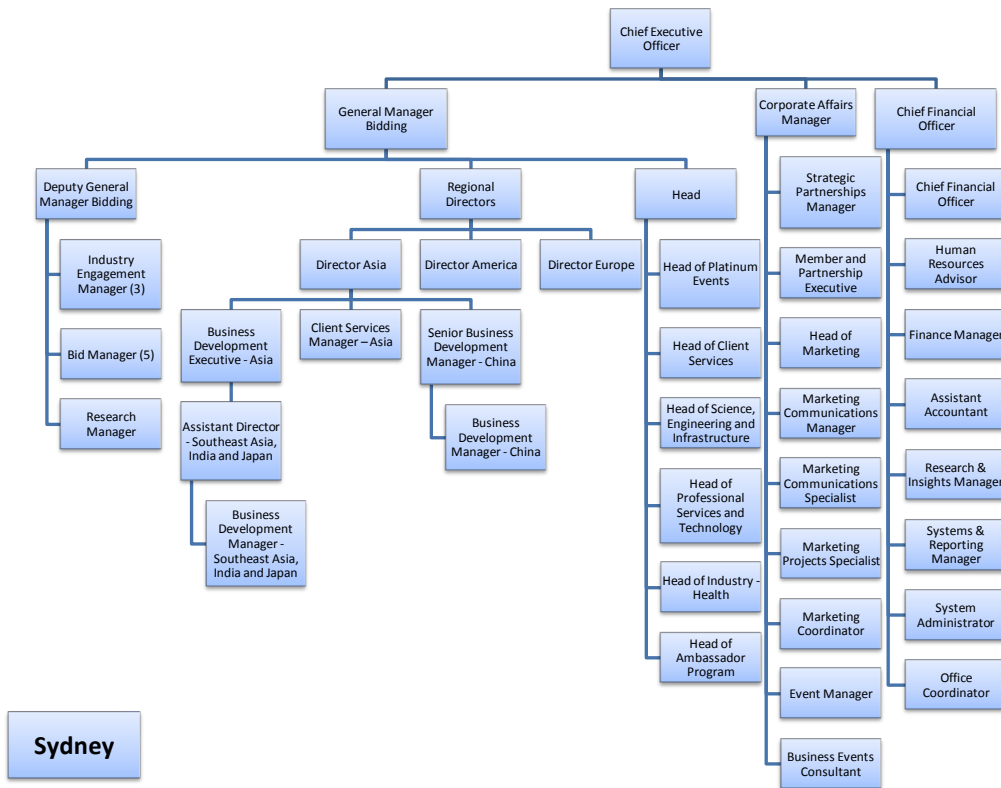 Chief Executive
Officer
General Manager
Bidding
Corporate Affairs
Manager
Chief Financial
Officer
Deputy General
Manager Bidding
Regional
Directors
Head
Industry
Engagement
Manager (3)
Bid Manager (5)
Research
Manager
Director Asia
Director America
Director Europe
Business
Development
Executive - Asia
Client Services
Manager – Asia
Senior Business
Development
Manager - China
Assistant Director
- Southeast Asia,
India and Japan
Business
Development
Manager - China
Business
Development
Manager -
Southeast Asia,
India and Japan
Head of Platinum
Events
Head of Client
Services
Head of Science,
Engineering and
Infrastructure
Head of
Professional
Services and
Technology
Head of Industry -
Health
Head of
Ambassador
Program
Strategic
Partnerships
Manager
Member and
Partnership
Executive
Head of
Marketing
Marketing
Communications
Manager
Marketing
Communications
Specialist
Marketing
Projects Specialist
Marketing
Coordinator
Event Manager
Business Events
Consultant
Chief Financial
Officer
Human
Resources
Advisor
Finance Manager
Assistant
Accountant
Research &
Insights Manager
Systems &
Reporting
Manager
System
Administrator
Office
Coordinator
Sydney